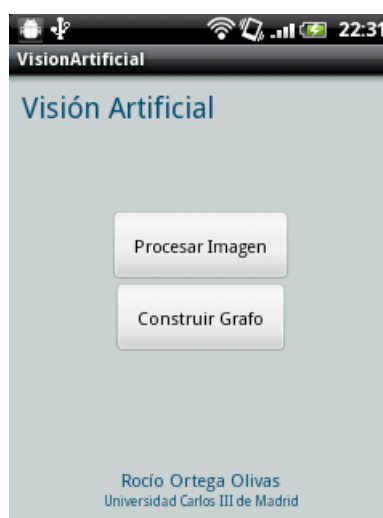 22:31
VisionArtificial
Visión Artificial
Procesar Imagen
Construir Grafo
Rocío Ortega Olivas
Universidad Carlos III de Madrid